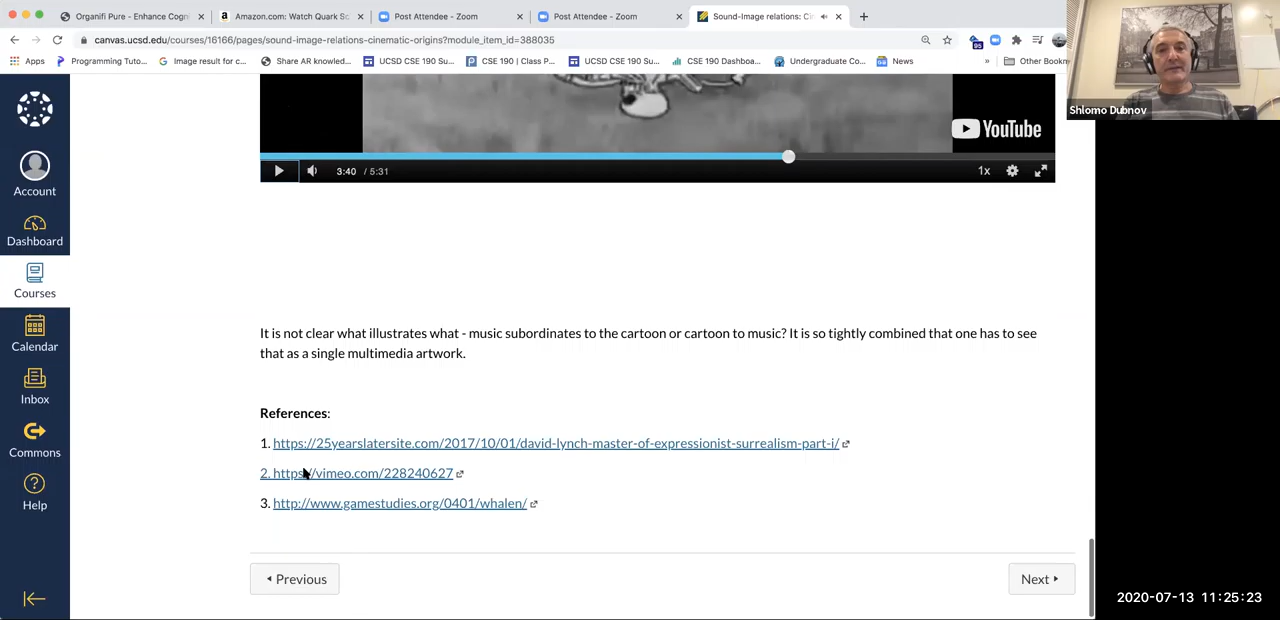 Organifi Pure - Enhance Cogni
Amazon.com: Watch Quark Sc
Post Attendee - Zoom
Post Attendee - Zoom
Sound-Image relations: Ci
canvas.ucsd.edu/courses/16166/pages/sound-image-relations-cinematic-origins?module_item_id=388035
95
Apps
Programming Tuto...
Image result for c...
Share AR knowled...
UCSD CSE 190 Su...
CSE 190 | Class P...
UCSD CSE 190 Su...
CSE 190 Dashboa...
Undergraduate Co...
News
»
Other Bookm
Shlomo Dubnov
YouTube
3:40 / 5:31
1x
Account
Dashboard
Courses
Calendar
Inbox
Commons
Help
It is not clear what illustrates what - music subordinates to the cartoon or cartoon to music? It is so tightly combined that one has to see
that as a single multimedia artwork.
References:
1. https://25yearslatersite.com/2017/10/01/david-lynch-master-of-expressionist-surrealism-part-i/
2. https://vimeo.com/228240627
3. http://www.gamestudies.org/0401/whalen/
Previous
Next
2020-07-13 11:25:23